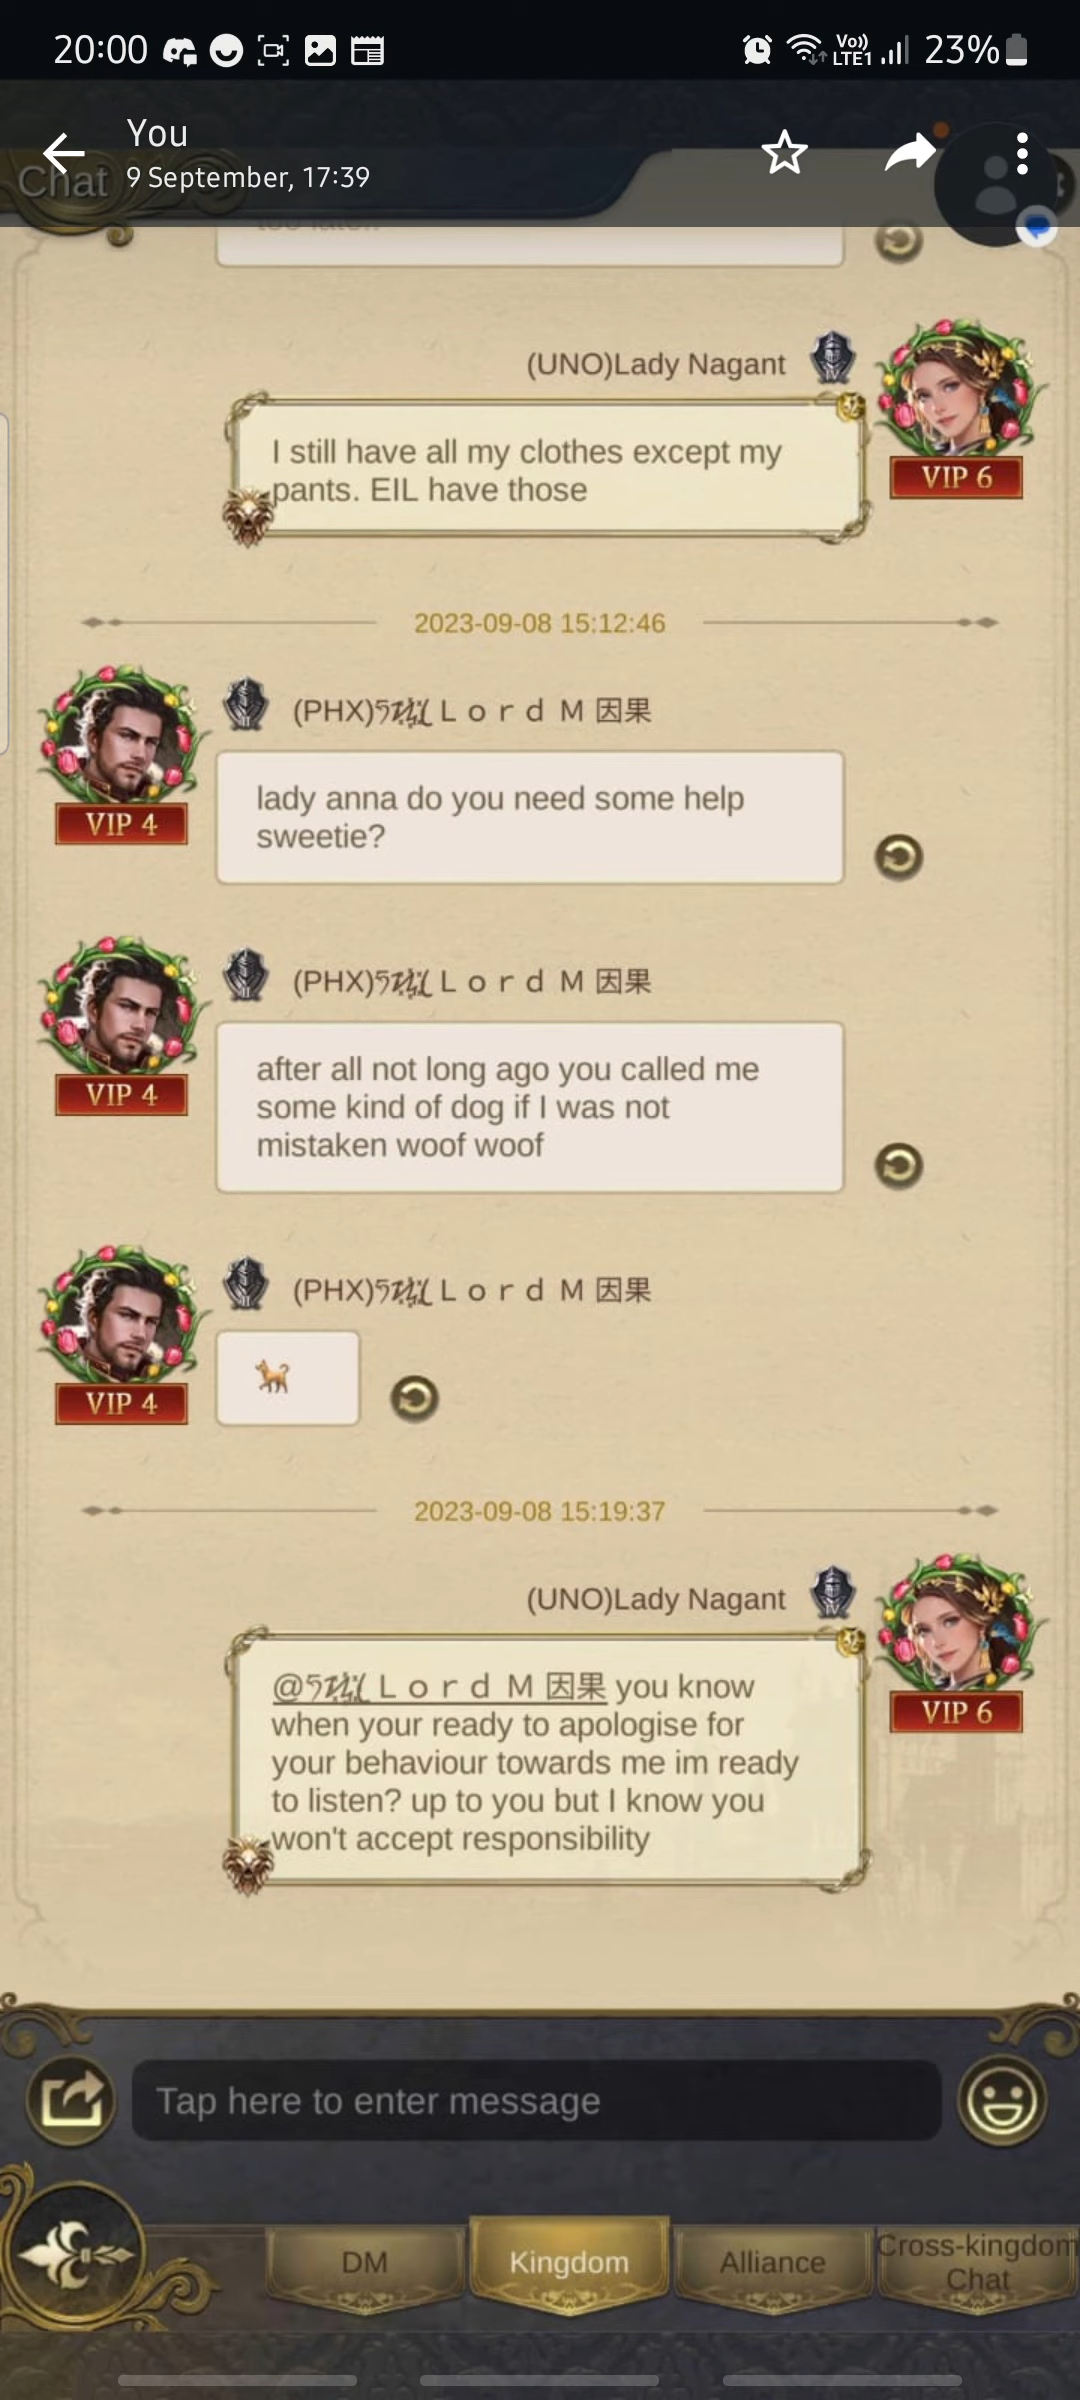 20:00
Vo))
LTE1
23%
You
9 September, 17:39
Chat
too late..
(UNO)Lady Nagant
I still have all my clothes except my
pants. EIL have those
VIP 6
2023-09-08 15:12:46
(PHX) L o r d M 因果
lady anna do you need some help
sweetie?
VIP 4
(PHX) L o r d M 因果
after all not long ago you called me
some kind of dog if I was not
mistaken woof woof
VIP 4
(PHX) L o r d M 因果
VIP 4
2023-09-08 15:19:37
(UNO)Lady Nagant
@ L o r d M 因果 you know
when your ready to apologise for
your behaviour towards me im ready
to listen? up to you but I know you
won't accept responsibility
VIP 6
Tap here to enter message
DM
Kingdom
Alliance
Cross-kingdom
Chat